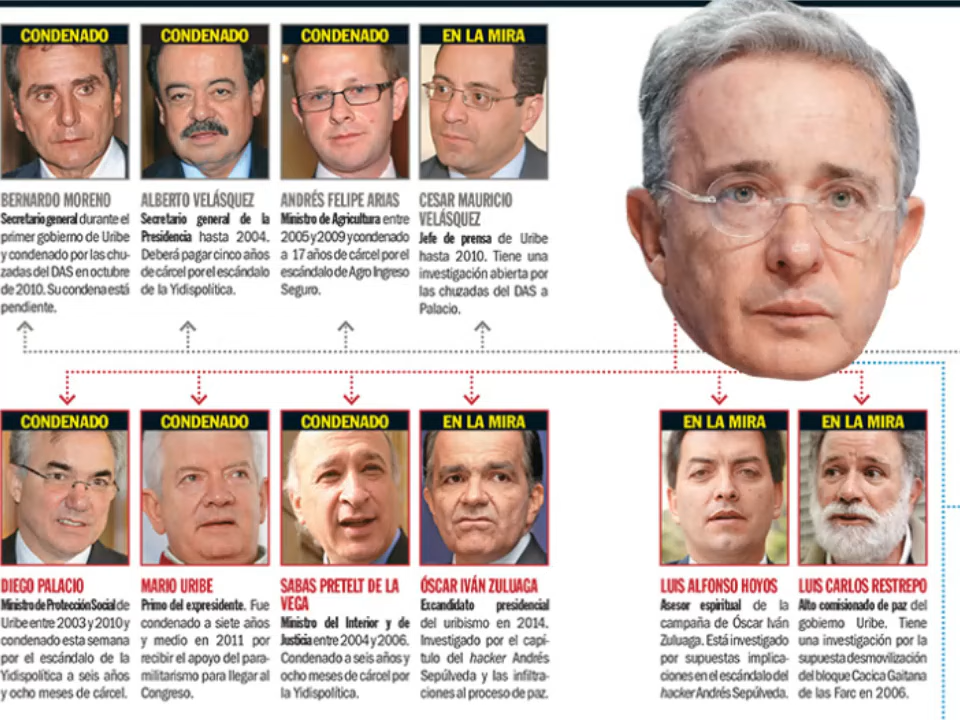 CONDENADO
BERNARDO MORENO
Secretario general durante el
primer gobierno de Uribe
y condenado por las chu-
zadas del DAS en octubre
de 2010. Su condena está
pendiente.
CONDENADO
ALBERTO VELÁSQUEZ
Secretario general de la
Presidencia hasta 2004.
Deberá pagar cinco años
de cárcel por el escándalo
de la Yidispolítica.
CONDENADO
ANDRÉS FELIPE ARIAS
Ministro de Agricultura entre
2005 y 2009 y condenado
a 17 años de cárcel por el
escándalo de Agro Ingreso
Seguro.
EN LA MIRA
CESAR MAURICIO
VELÁSQUEZ
Jefe de prensa de Uribe
hasta 2010. Tiene una
investigación abierta por
las chuzadas del DAS a
Palacio.
CONDENADO
DIEGO PALACIO
Ministro de Protección Social de
Uribe entre 2003 y 2010 y
condenado esta semana
por el escándalo de la
Yidispolítica a seis años
y ocho meses de cárcel.
CONDENADO
MARIO URIBE
Primo del expresidente. Fue
condenado a siete años
y medio en 2011 por
recibir el apoyo del para-
militarismo para llegar al
Congreso.
CONDENADO
SABAS PRETELT DE LA
VEGA
Ministro del Interior y de
Justicia entre 2004 y 2006.
Condenado a seis años y
ocho meses de cárcel por
la Yidispolítica.
EN LA MIRA
ÓSCAR IVÁN ZULUAGA
Excandidato presidencial
del uribismo en 2014.
Investigado por el capí-
tulo del hacker Andrés
Sepúlveda y las infiltra-
ciones al proceso de paz.
EN LA MIRA
LUIS ALFONSO HOYOS
Asesor espiritual de la
campaña de Óscar Iván
Zuluaga. Está investigado
por supuestas implica-
ciones en el escándalo del
hacker Andrés Sepúlveda.
EN LA MIRA
LUIS CARLOS RESTREPO
Alto comisionado de paz del
gobierno Uribe. Tiene
una investigación por la
supuesta desmovilización
del bloque Cacica Gaitana
de las Farc en 2006.